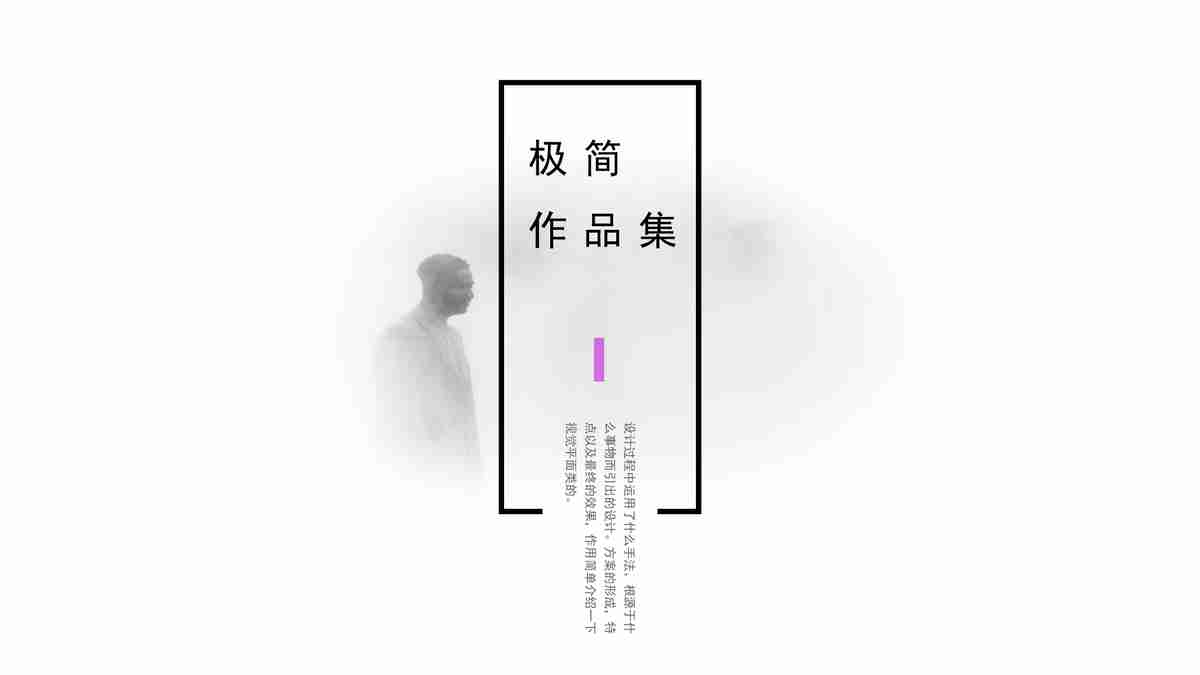 极简
作品集
设计过程中运用了什么手法，根源于什
么事物而引出的设计。方案的形成，特
点以及最终的效果，作用简单介绍一下
视觉平面类的。